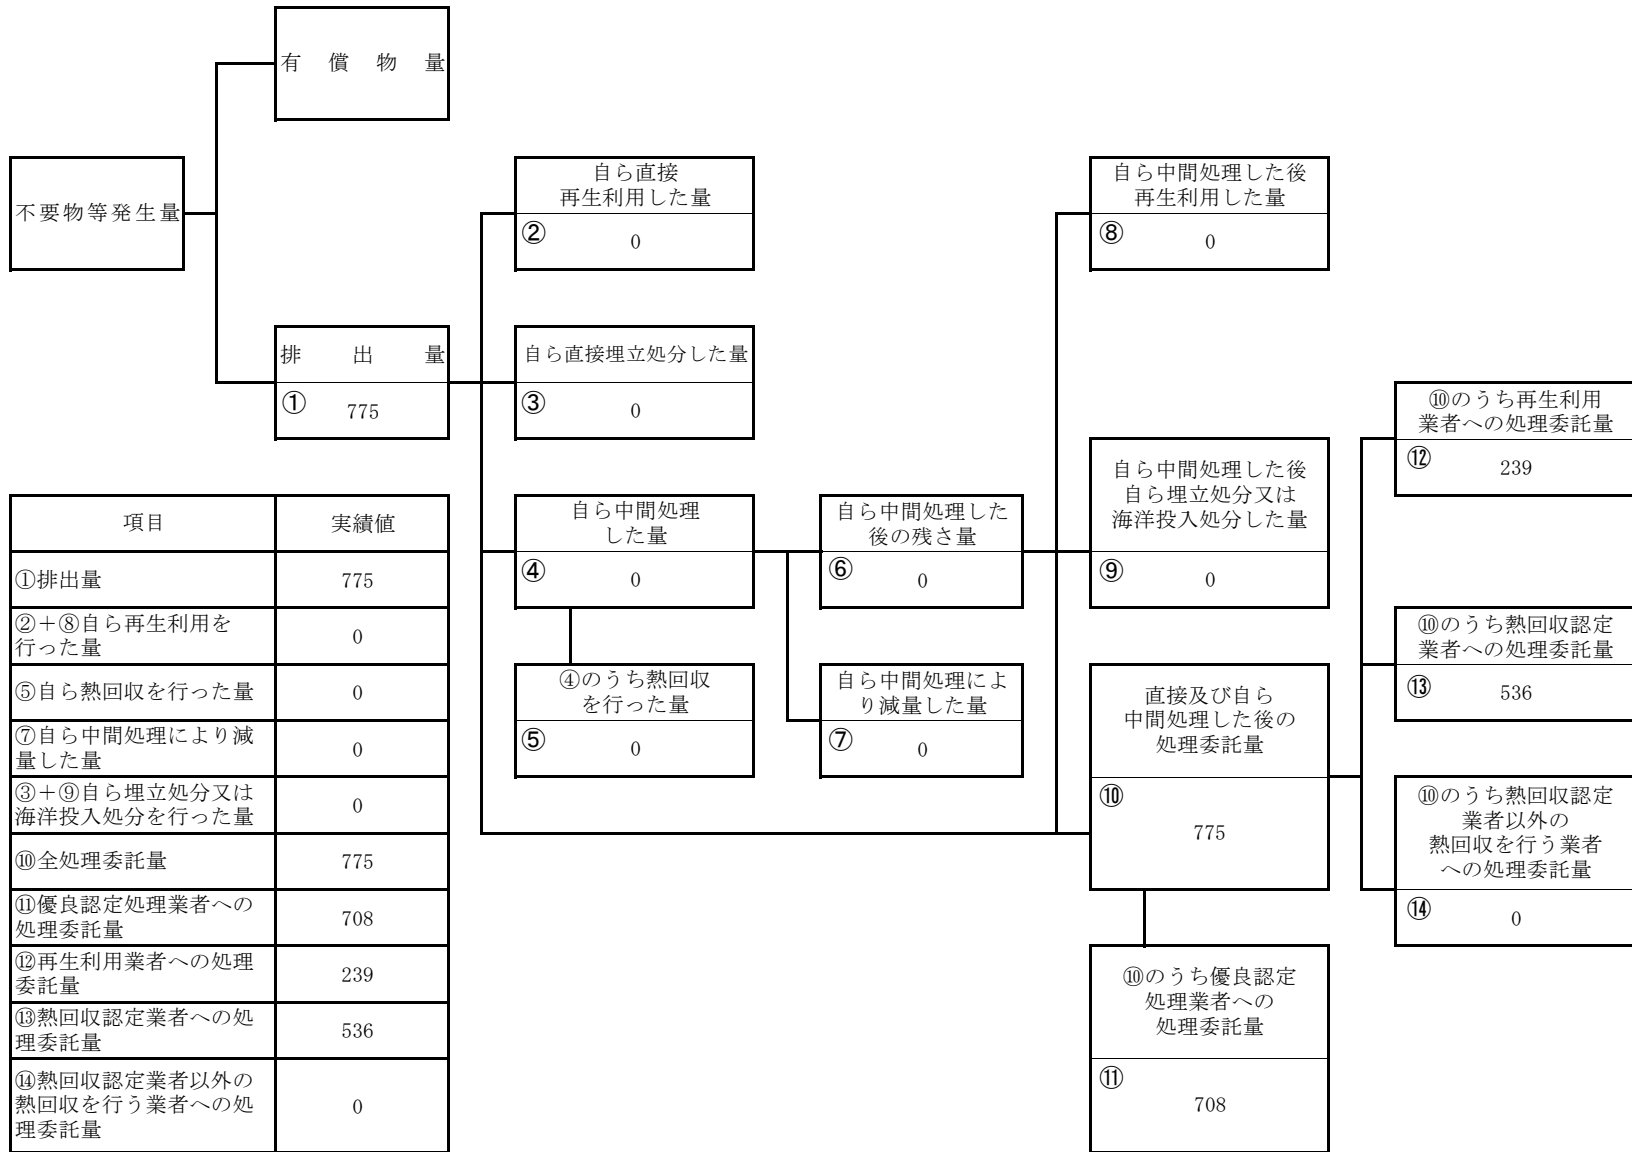 有償物量
不要物等発生量
排出量
① 775
自ら直接
再生利用した量
② 0
自ら直接埋立処分した量
③ 0
自ら中間処理
した量
④ 0
④のうち熱回収
を行った量
⑤ 0
自ら中間処理した
後の残さ量
⑥ 0
自ら中間処理によ
り減量した量
⑦ 0
自ら中間処理した後
再生利用した量
⑧ 0
自ら中間処理した後
自ら埋立処分又は
海洋投入処分した量
⑨ 0
直接及び自ら
中間処理した後の
処理委託量
⑩
775
⑩のうち優良認定
処理業者への
処理委託量
⑪
708
⑩のうち再生利用
業者への処理委託量
⑫ 239
⑩のうち熱回収認定
業者への処理委託量
⑬ 536
⑩のうち熱回収認定
業者以外の
熱回収を行う業者
への処理委託量
⑭ 0
項目 実績値
①排出量 775
②+⑧自ら再生利用を
行った量 0
⑤自ら熱回収を行った量 0
⑦自ら中間処理により減
量した量 0
③+⑨自ら埋立処分又は
海洋投入処分を行った量 0
⑩全処理委託量 775
⑪優良認定処理業者への
処理委託量 708
⑫再生利用業者への処理
委託量 239
⑬熱回収認定業者への処
理委託量 536
⑭熱回収認定業者以外の
熱回収を行う業者への処
理委託量 0